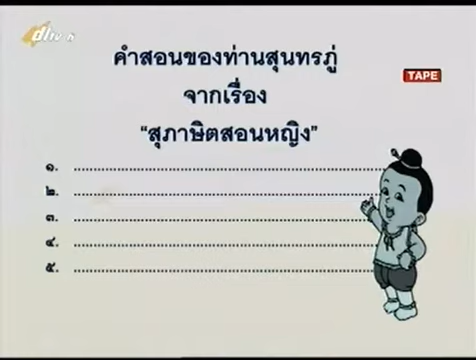 dltv ๖
คำสอนของท่านสุนทรภู่
TAPE
จากเรื่อง
“สุภาษิตสอนหญิง”
๑. ........................................................................
๒. ........................................................................
๓. ........................................................................
๔. ........................................................................
๕. ........................................................................